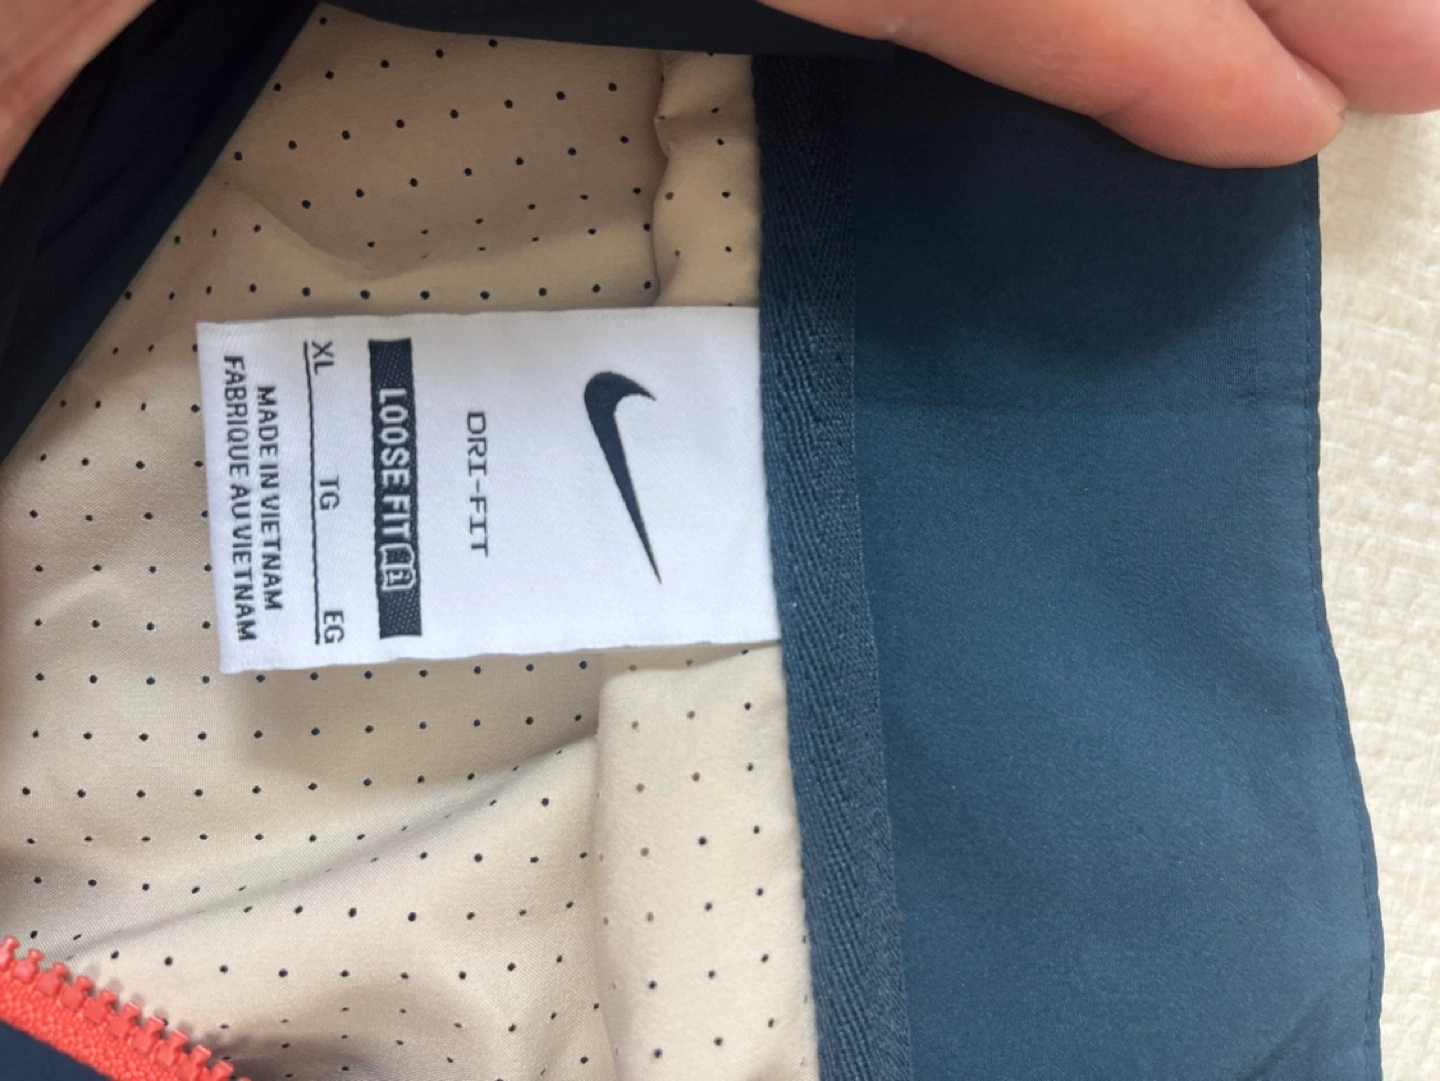 DRI-FIT
LOOSE FIT
XL TG EG
MADE IN VIETNAM
FABRIQUE AU VIETNAM